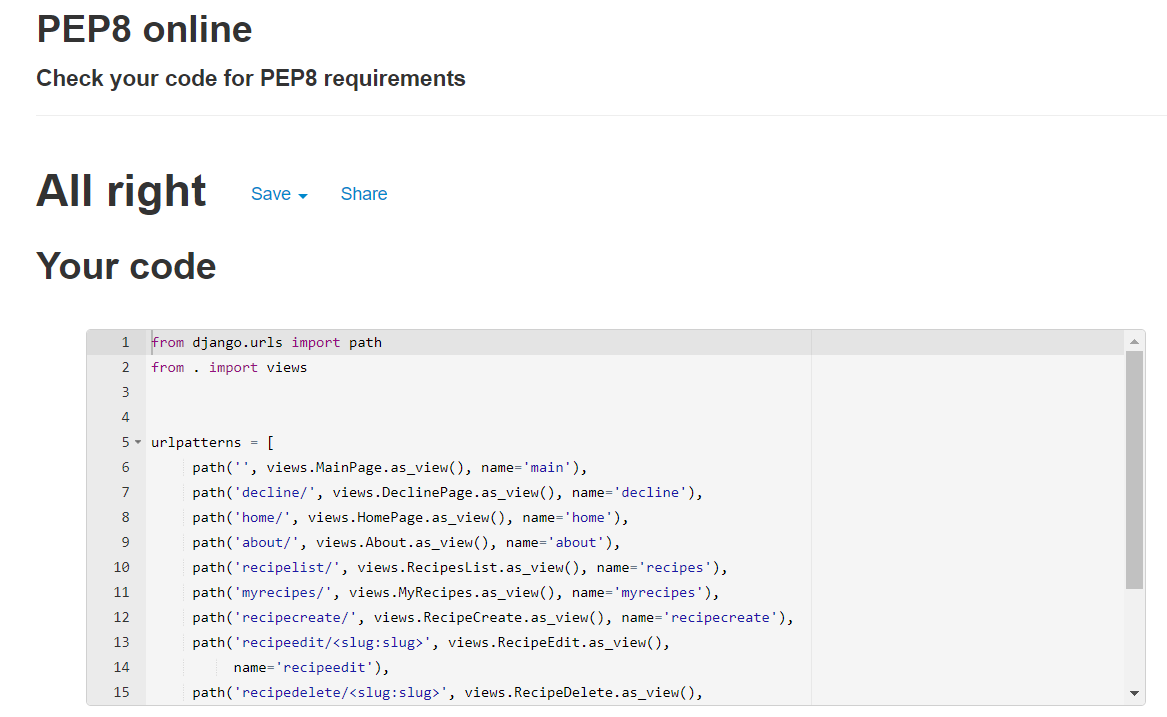 PEP8 online
Check your code for PEP8 requirements
All right Save Share
Your code
1 from django.urls import path
2 from . import views
3
4
5 urlpatterns = [
6 path('', views.MainPage.as_view(), name='main'),
7 path('decline/', views.DeclinePage.as_view(), name='decline'),
8 path('home/', views.HomePage.as_view(), name='home'),
9 path('about/', views.About.as_view(), name='about'),
10 path('recipelist/', views.RecipesList.as_view(), name='recipes'),
11 path('myrecipes/', views.MyRecipes.as_view(), name='myrecipes'),
12 path('recipecreate/', views.RecipeCreate.as_view(), name='recipecreate'),
13 path('recipeedit/<slug:slug>', views.RecipeEdit.as_view(),
14 name='recipeedit'),
15 path('recipedelete/<slug:slug>', views.RecipeDelete.as_view(),